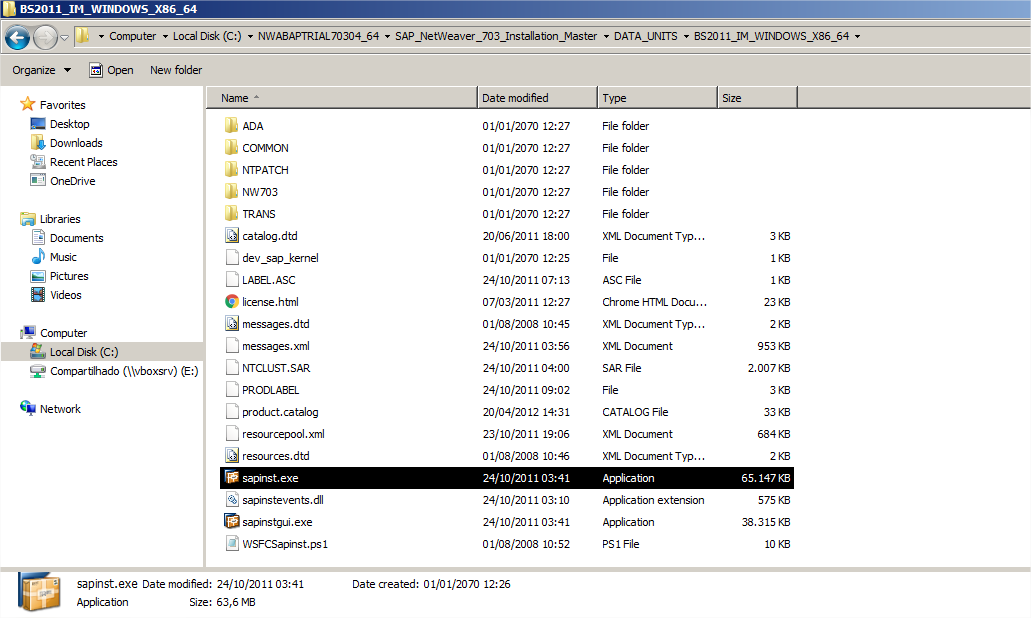 BS2011_IM_WINDOWS_X86_64
Computer Local Disk (C:) NWABAPTRIAL70304_64 SAP_NetWeaver_703_Installation_Master DATA_UNITS BS2011_IM_WINDOWS_X86_64
Organize Open New folder
Favorites
Desktop
Downloads
Recent Places
OneDrive
Libraries
Documents
Music
Pictures
Videos
Computer
Local Disk (C:)
Compartilhado (\\vboxsrv) (E:)
Network
Name Date modified Type Size
ADA 01/01/2070 12:27 File folder
COMMON 01/01/2070 12:27 File folder
NTPATCH 01/01/2070 12:27 File folder
NW703 01/01/2070 12:27 File folder
TRANS 01/01/2070 12:27 File folder
catalog.dtd 20/06/2011 18:00 XML Document Typ... 3 KB
dev_sap_kernel 01/01/2070 12:25 File 1 KB
LABEL.ASC 24/10/2011 07:13 ASC File 1 KB
license.html 07/03/2011 12:27 Chrome HTML Docu... 23 KB
messages.dtd 01/08/2008 10:45 XML Document Typ... 2 KB
messages.xml 24/10/2011 03:56 XML Document 953 KB
NTCLUST.SAR 24/10/2011 04:00 SAR File 2.007 KB
PRODLABEL 24/10/2011 09:02 File 3 KB
product.catalog 20/04/2012 14:31 CATALOG File 33 KB
resourcepool.xml 23/10/2011 19:06 XML Document 684 KB
resources.dtd 01/08/2008 10:46 XML Document Typ... 2 KB
sapinst.exe 24/10/2011 03:41 Application 65.147 KB
sapinstevents.dll 24/10/2011 03:10 Application extension 575 KB
sapinstgui.exe 24/10/2011 03:41 Application 38.315 KB
WSFCSapinst.ps1 01/08/2008 10:52 PS1 File 10 KB
sapinst.exe Date modified: 24/10/2011 03:41 Date created: 01/01/2070 12:26
Application Size: 63,6 MB